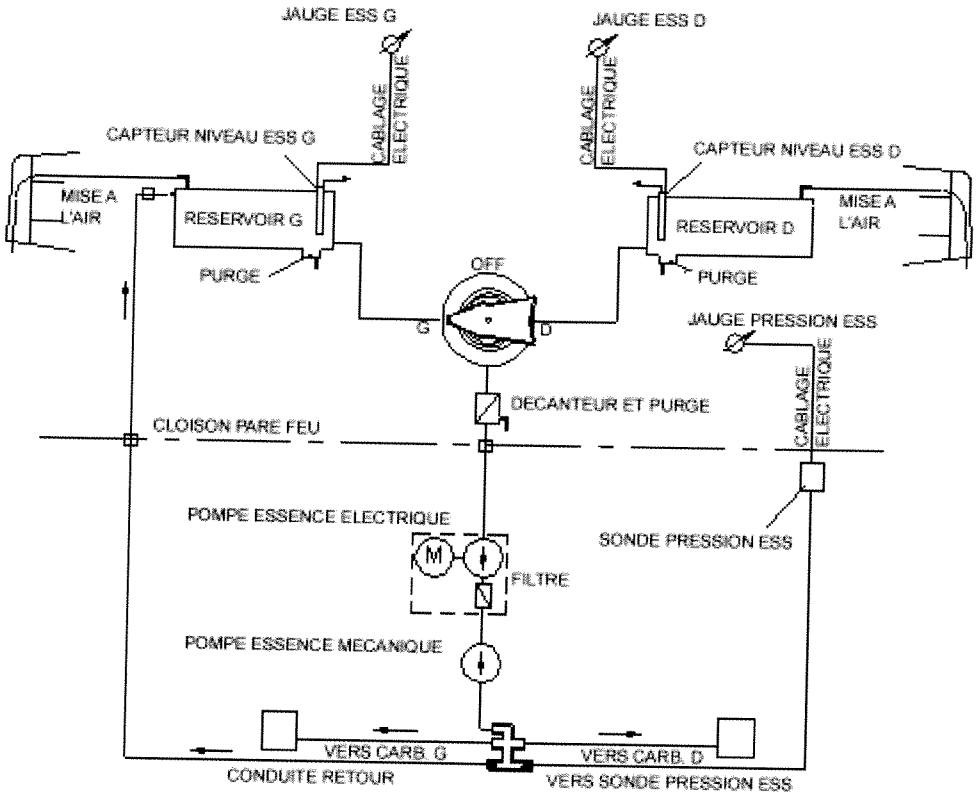 JAUGE ESS G
JAUGE ESS D
CABLAGE
ELECTRIQUE
CABLAGE
ELECTRIQUE
CAPTEUR NIVEAU ESS G
CAPTEUR NIVEAU ESS D
MISE A
L'AIR
RESERVOIR G
RESERVOIR D
MISE A
L'AIR
PURGE
OFF
PURGE
G
D
JAUGE PRESSION ESS
CABLAGE
ELECTRIQUE
DECANTEUR ET PURGE
CLOISON PARE FEU
POMPE ESSENCE ELECTRIQUE
SONDE PRESSION ESS
M
FILTRE
POMPE ESSENCE MECANIQUE
VERS CARB. G
VERS CARB. D
CONDUITE RETOUR
VERS SONDE PRESSION ESS